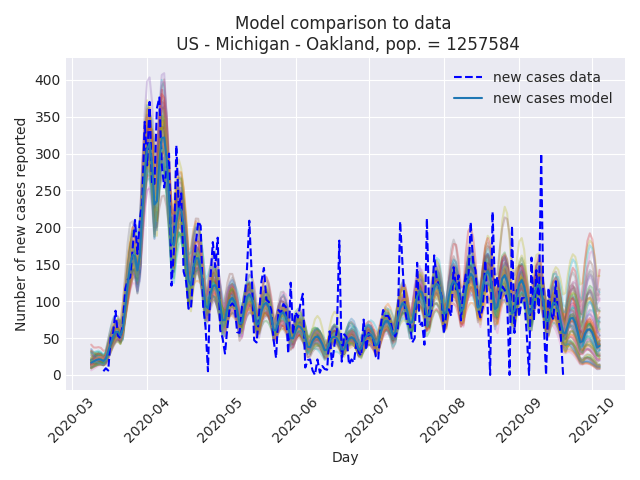 Model comparison to data
US - Michigan - Oakland, pop. = 1257584
new cases data
new cases model
Number of new cases reported
400
350
300
250
200
150
100
50
0
2020-03
2020-04
2020-05
2020-06
2020-07
2020-08
2020-09
2020-10
Day